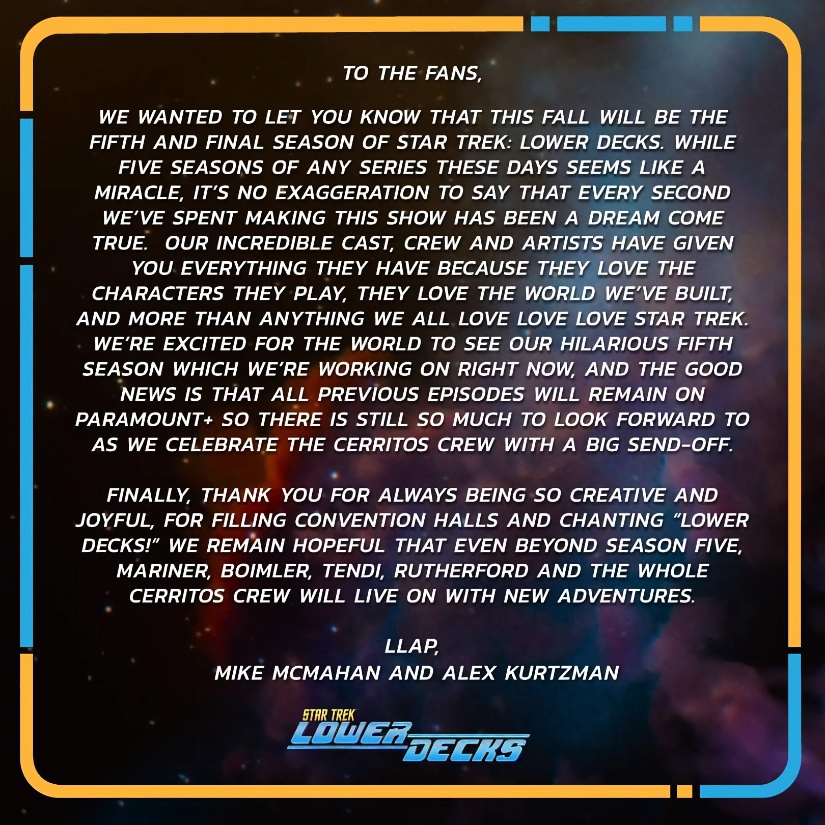 TO THE FANS,
WE WANTED TO LET YOU KNOW THAT THIS FALL WILL BE THE
FIFTH AND FINAL SEASON OF STAR TREK: LOWER DECKS. WHILE
FIVE SEASONS OF ANY SERIES THESE DAYS SEEMS LIKE A
MIRACLE, IT'S NO EXAGGERATION TO SAY THAT EVERY SECOND
WE'VE SPENT MAKING THIS SHOW HAS BEEN A DREAM COME
TRUE.  OUR INCREDIBLE CAST, CREW AND ARTISTS HAVE GIVEN
YOU EVERYTHING THEY HAVE BECAUSE THEY LOVE THE
CHARACTERS THEY PLAY, THEY LOVE THE WORLD WE'VE BUILT,
AND MORE THAN ANYTHING WE ALL LOVE LOVE LOVE STAR TREK.
WE'RE EXCITED FOR THE WORLD TO SEE OUR HILARIOUS FIFTH
SEASON WHICH WE'RE WORKING ON RIGHT NOW, AND THE GOOD
NEWS IS THAT ALL PREVIOUS EPISODES WILL REMAIN ON
PARAMOUNT+ SO THERE IS STILL SO MUCH TO LOOK FORWARD TO
AS WE CELEBRATE THE CERRITOS CREW WITH A BIG SEND-OFF.
FINALLY, THANK YOU FOR ALWAYS BEING SO CREATIVE AND
JOYFUL, FOR FILLING CONVENTION HALLS AND CHANTING "LOWER
DECKS!" WE REMAIN HOPEFUL THAT EVEN BEYOND SEASON FIVE,
MARINER, BOIMLER, TENDI, RUTHERFORD AND THE WHOLE
CERRITOS CREW WILL LIVE ON WITH NEW ADVENTURES.
LLAP,
MIKE MCMAHAN AND ALEX KURTZMAN
STAR TREK
LOWER
DECKS